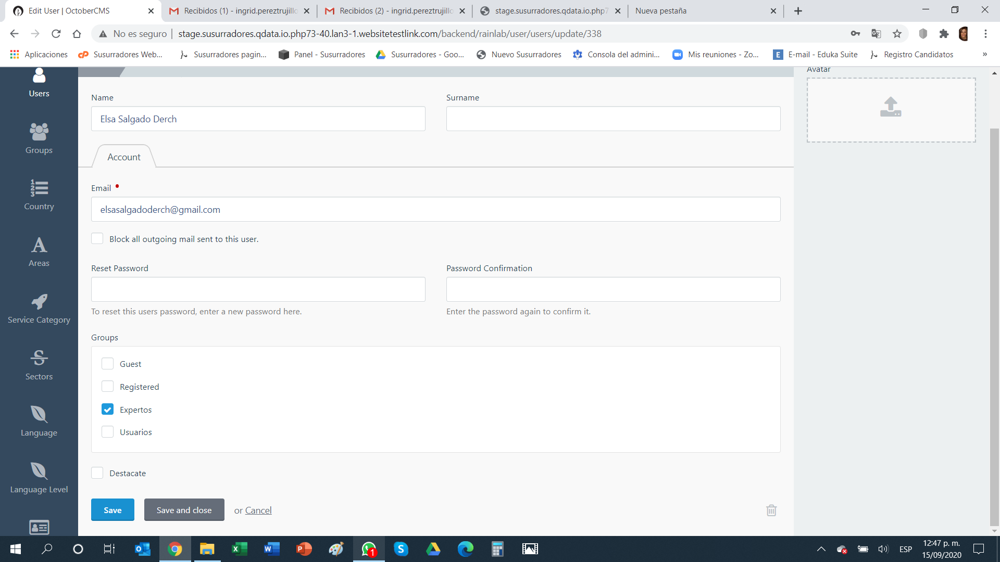 Edit User | OctoberCMS
Recibidos (1) - ingrid.pereztrujillo
Recibidos (2) - ingrid.pereztrujillo
stage.susurradores.qdata.io.php7
Nueva pestaña
No es seguro
stage.susurradores.qdata.io.php73-40.lan3-1.websitetestlink.com/backend/rainlab/user/users/update/338
Aplicaciones
Susurradores Web...
Susurradores pagin...
Panel - Susurradores
Susurradores - Goo...
Nuevo Susurradores
Consola del admini...
Mis reuniones - Zo...
E-mail - Eduka Suite
Registro Candidatos
»
Users
Groups
Country
Areas
Service Category
Sectors
Language
Language Level
Name
Surname
Elsa Salgado Derch
Account
Email
elsasalgadoderch@gmail.com
Block all outgoing mail sent to this user.
Reset Password
Password Confirmation
To reset this users password, enter a new password here.
Enter the password again to confirm it.
Groups
Guest
Registered
Expertos
Usuarios
Destacate
Save
Save and close
or Cancel
Avatar
1
ESP
12:47 p. m.
15/09/2020